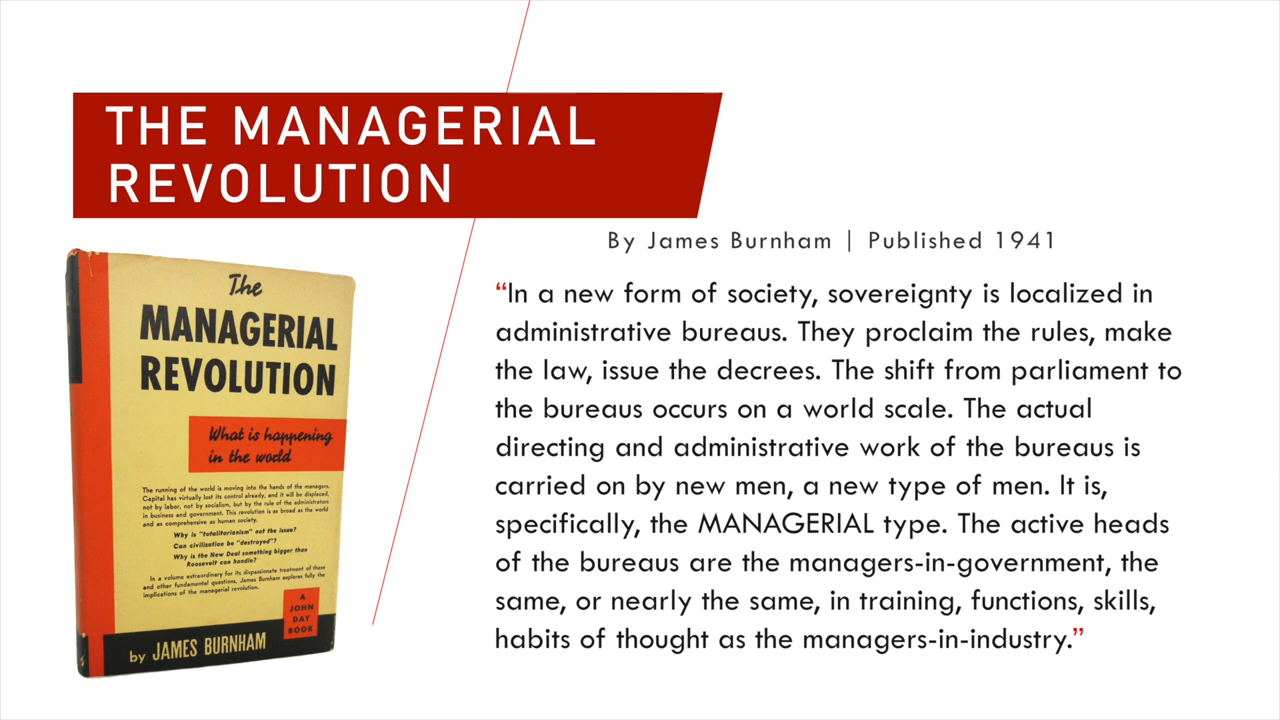 THE MANAGERIAL
REVOLUTION
By James Burnham | Published 1941
“In a new form of society, sovereignty is localized in
administrative bureaus. They proclaim the rules, make
the law, issue the decrees. The shift from parliament to
the bureaus occurs on a world scale. The actual
directing and administrative work of the bureaus is
carried on by new men, a new type of men. It is,
specifically, the MANAGERIAL type. The active heads
of the bureaus are the managers-in-government, the
same, or nearly the same, in training, functions, skills,
habits of thought as the managers-in-industry.”
The
MANAGERIAL
REVOLUTION
What is happening
in the world
The running of the world is moving into the hands of the managers.
Capital has virtually lost its control already, and it will be displaced,
not by labor, not by socialism, but by the rule of the administrators
in business and government. This revolution is as broad as the world
and as comprehensive as human society.
Why is "totalitarianism" not the issue?
Can civilisation be "destroyed"?
Why is the New Deal something bigger than
Roosevelt can handle?
In a volume extraordinary for its dispassionate treatment of these
and other fundamental questions, James Burnham explores fully the
implications of the managerial revolution.
A
JOHN
DAY
BOOK
by JAMES BURNHAM